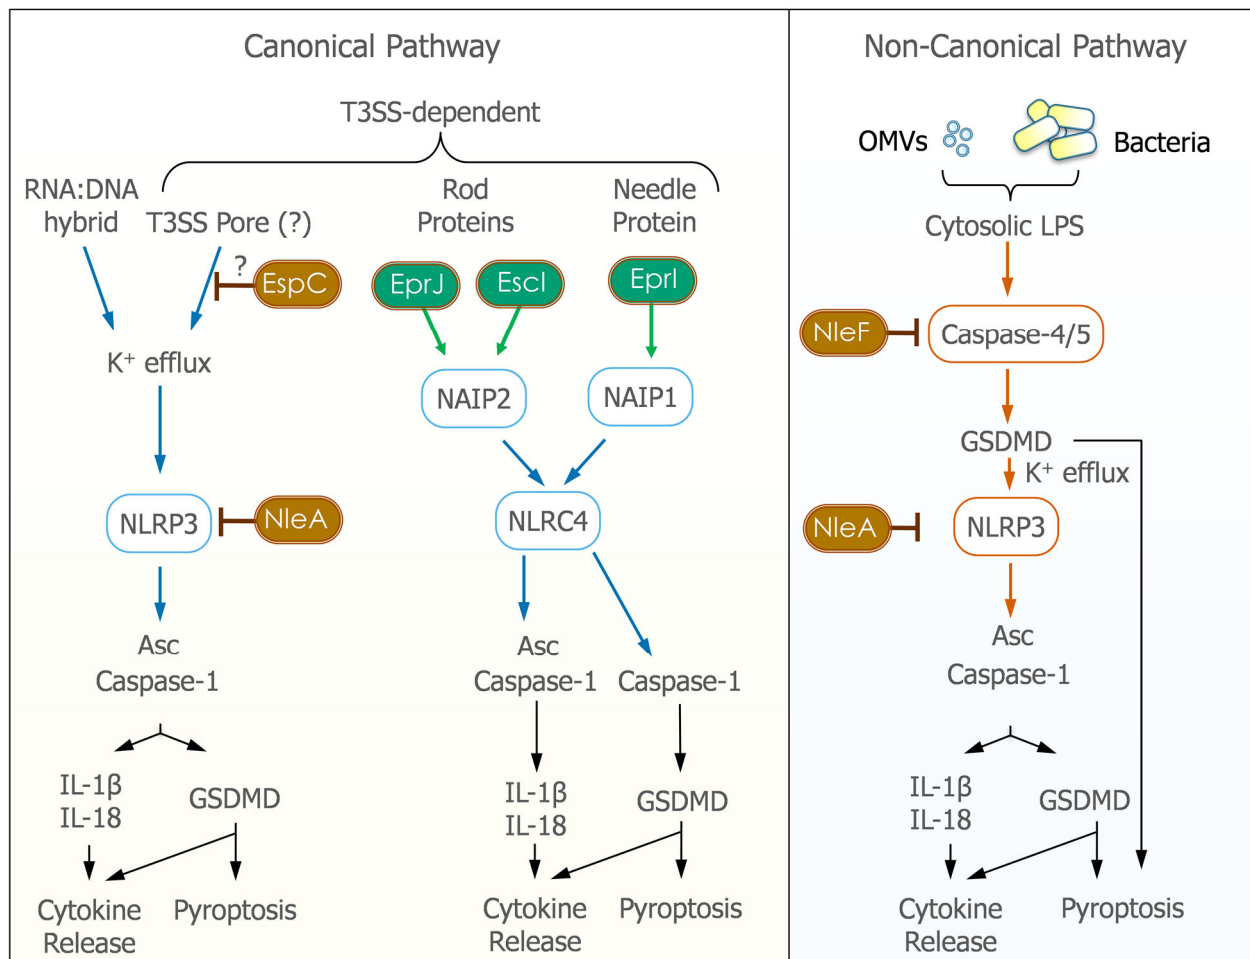 Canonical Pathway
T3SS-dependent
RNA:DNA
hybrid
T3SS Pore (?)
Rod
Proteins
Needle
Protein
?
EspC
EprJ
EscI
EprI
K⁺ efflux
NAIP2
NAIP1
NLRP3
NleA
NLRC4
Asc
Caspase-1
Asc
Caspase-1
Caspase-1
IL-1β
IL-18
GSDMD
IL-1β
IL-18
GSDMD
Cytokine
Release
Pyroptosis
Cytokine
Release
Pyroptosis
Non-Canonical Pathway
OMVs
Bacteria
Cytosolic LPS
NleF
Caspase-4/5
GSDMD
K⁺ efflux
NleA
NLRP3
Asc
Caspase-1
IL-1β
IL-18
GSDMD
Cytokine
Release
Pyroptosis